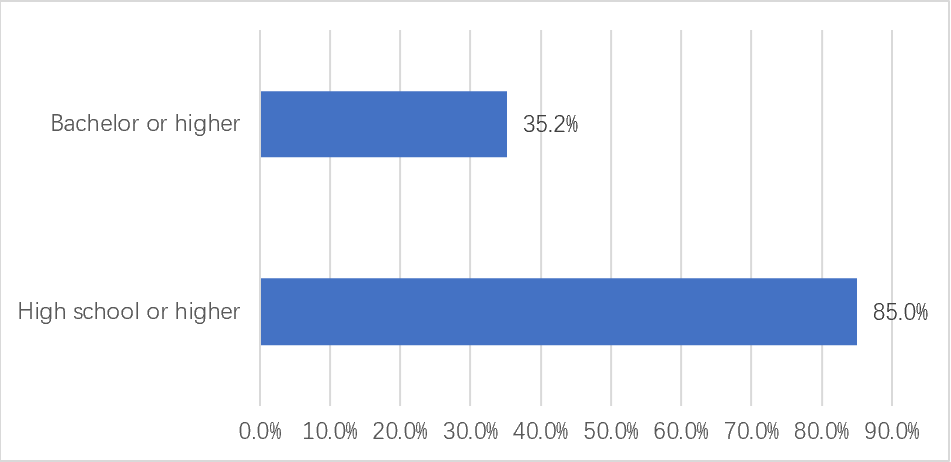 Bachelor or higher
35.2%
High school or higher
85.0%
0.0% 10.0% 20.0% 30.0% 40.0% 50.0% 60.0% 70.0% 80.0% 90.0%